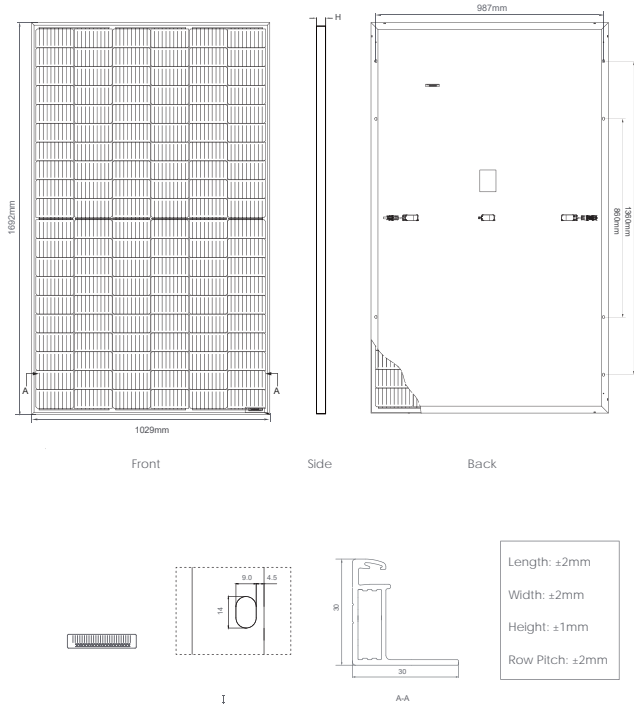 987mm
H
1692mm
860mm
1360mm
A
A
1029mm
Front
Side
Back
9.0
4.5
14
30
30
A-A
Length: ±2mm
Width: ±2mm
Height: ±1mm
Row Pitch: ±2mm